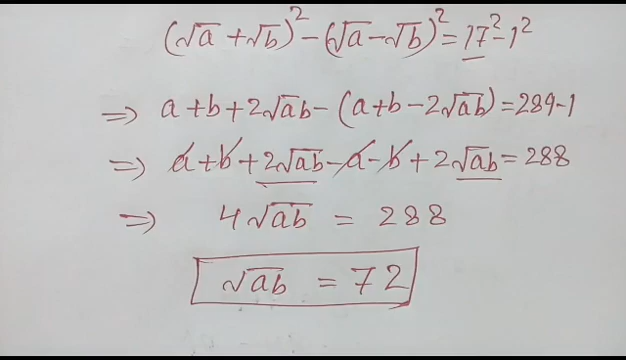 (√a + √b)² - (√a - √b)² = 17² - 1²
⇒ a + b + 2√ab - (a + b - 2√ab) = 289 - 1
⇒ a + b + 2√ab - a - b + 2√ab = 288
⇒ 4√ab = 288
√ab = 72